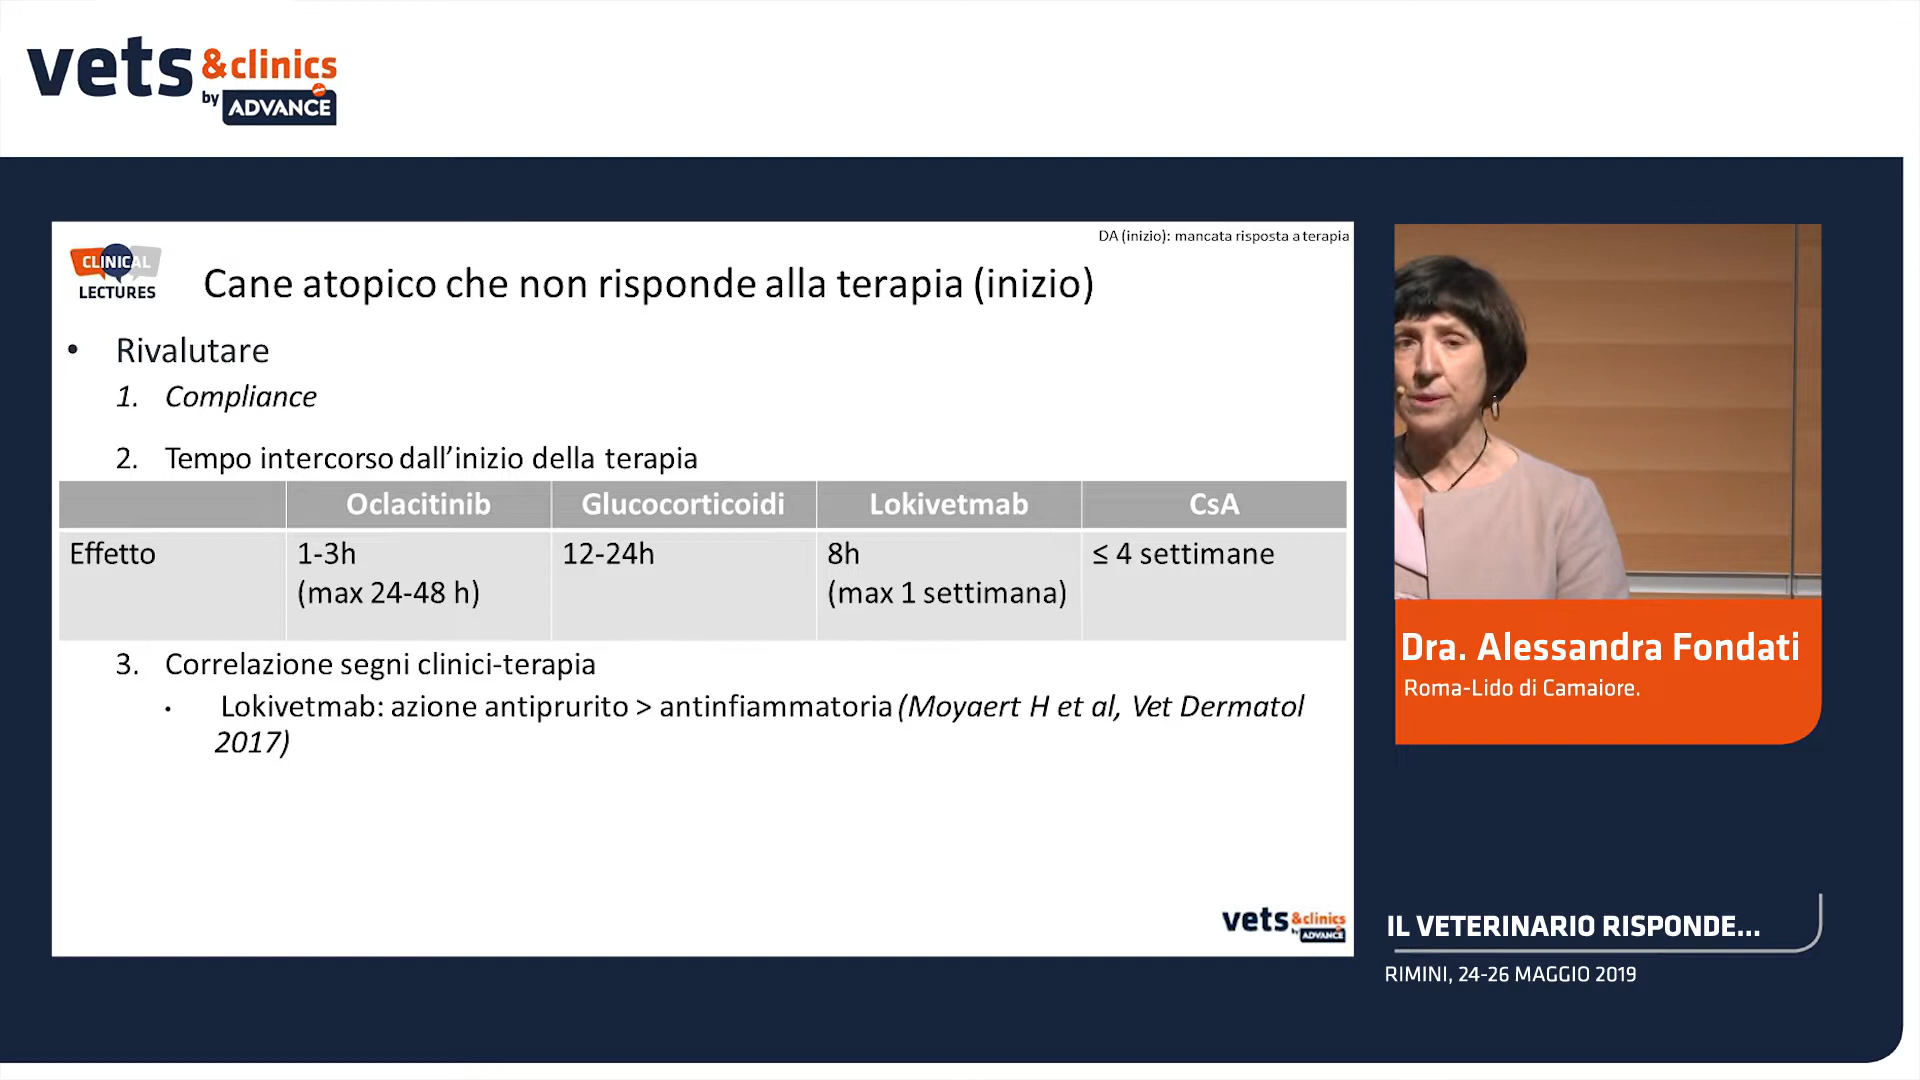 vets &clinics
by ADVANCE
DA (inizio): mancata risposta a terapia
CLINICAL
LECTURES
Cane atopico che non risponde alla terapia (inizio)
• Rivalutare
1. Compliance
2. Tempo intercorso dall’inizio della terapia
Oclacitinib Glucocorticoidi Lokivetmab CsA
Effetto 1-3h 12-24h 8h ≤ 4 settimane
(max 24-48 h) (max 1 settimana)
3. Correlazione segni clinici-terapia
• Lokivetmab: azione antiprurito > antinfiammatoria (Moyaert H et al, Vet Dermatol
2017)
vets &clinics
by ADVANCE
Dra. Alessandra Fondati
Roma-Lido di Camaiore.
IL VETERINARIO RISPONDE...
RIMINI, 24-26 MAGGIO 2019